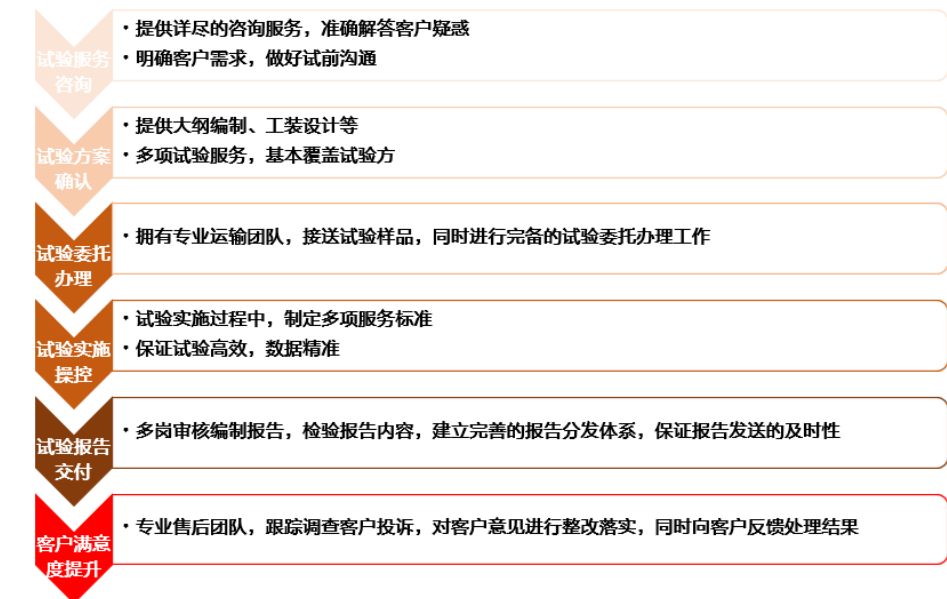 试验服务
咨询
·提供详尽的咨询服务，准确解答客户疑惑
·明确客户需求，做好试前沟通
试验方案
确认
·提供大纲编制、工装设计等
·多项试验服务，基本覆盖试验方
试验委托
办理
·拥有专业运输团队，接送试验样品，同时进行完备的试验委托办理工作
试验实施
操控
·试验实施过程中，制定多项服务标准
·保证试验高效，数据精准
试验报告
交付
·多岗审核编制报告，检验报告内容，建立完善的报告分发体系，保证报告发送的及时性
客户满意
度提升
·专业售后团队，跟踪调查客户投诉，对客户意见进行整改落实，同时向客户反馈处理结果